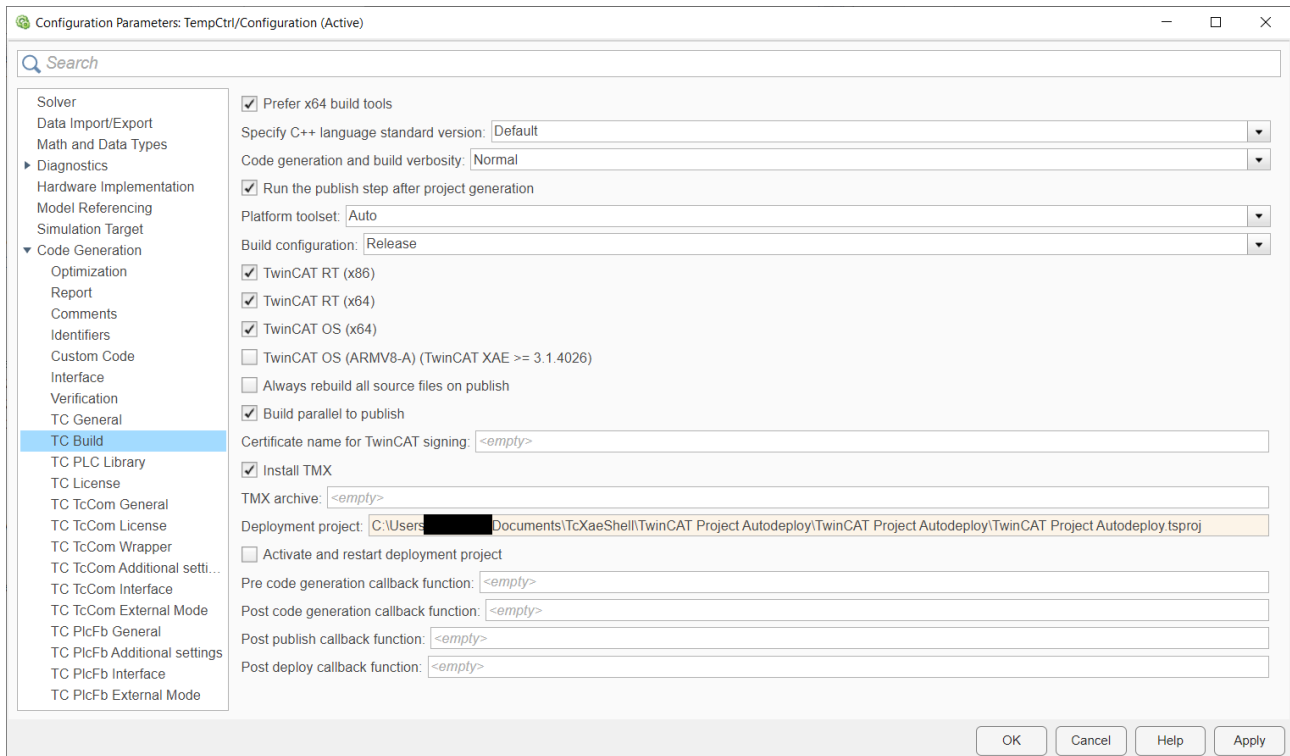 Configuration Parameters: TempCtrl/Configuration (Active)
Search
Solver
Data Import/Export
Math and Data Types
Diagnostics
Hardware Implementation
Model Referencing
Simulation Target
Code Generation
Optimization
Report
Comments
Identifiers
Custom Code
Interface
Verification
TC General
TC Build
TC PLC Library
TC License
TC TcCom General
TC TcCom License
TC TcCom Wrapper
TC TcCom Additional setti...
TC TcCom Interface
TC TcCom External Mode
TC PlcFb General
TC PlcFb Additional settings
TC PlcFb Interface
TC PlcFb External Mode
Prefer x64 build tools
Specify C++ language standard version: Default
Code generation and build verbosity: Normal
Run the publish step after project generation
Platform toolset: Auto
Build configuration: Release
TwinCAT RT (x86)
TwinCAT RT (x64)
TwinCAT OS (x64)
TwinCAT OS (ARMV8-A) (TwinCAT XAE >= 3.1.4026)
Always rebuild all source files on publish
Build parallel to publish
Certificate name for TwinCAT signing: <empty>
Install TMX
TMX archive: <empty>
Deployment project: C:\Users Documents\TcXaeShell\TwinCAT Project Autodeploy\TwinCAT Project Autodeploy\TwinCAT Project Autodeploy.tsproj
Activate and restart deployment project
Pre code generation callback function: <empty>
Post code generation callback function: <empty>
Post publish callback function: <empty>
Post deploy callback function: <empty>
OK Cancel Help Apply